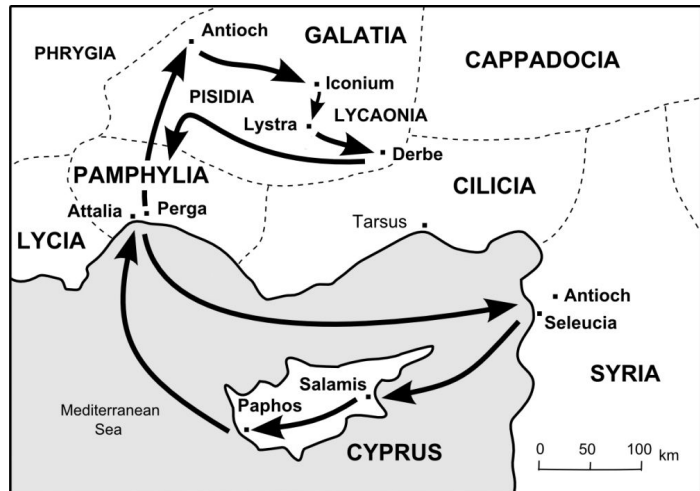 Antioch
GALATIA
PHRYGIA
CAPPADOCIA
Iconium
PISIDIA
LYCAONIA
Lystra
Derbe
PAMPHYLIA
CILICIA
Attalia
Perga
Tarsus
LYCIA
Antioch
Seleucia
SYRIA
Salamis
Paphos
Mediterranean
Sea
CYPRUS
0 50 100 km